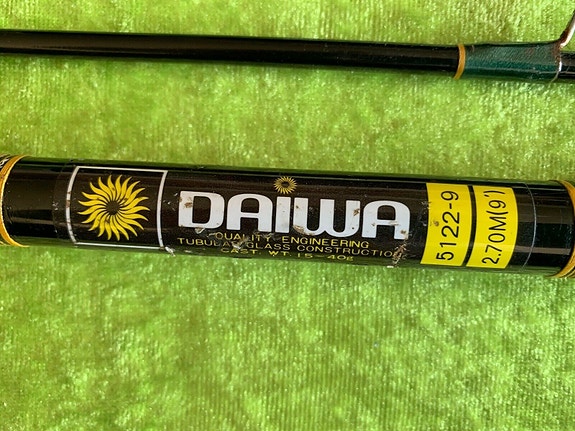 DAIWA
QUALITY ENGINEERING
TUBULAR GLASS CONSTRUCTION
CAST WT. 15-40g
5122-9
2.70M(9')